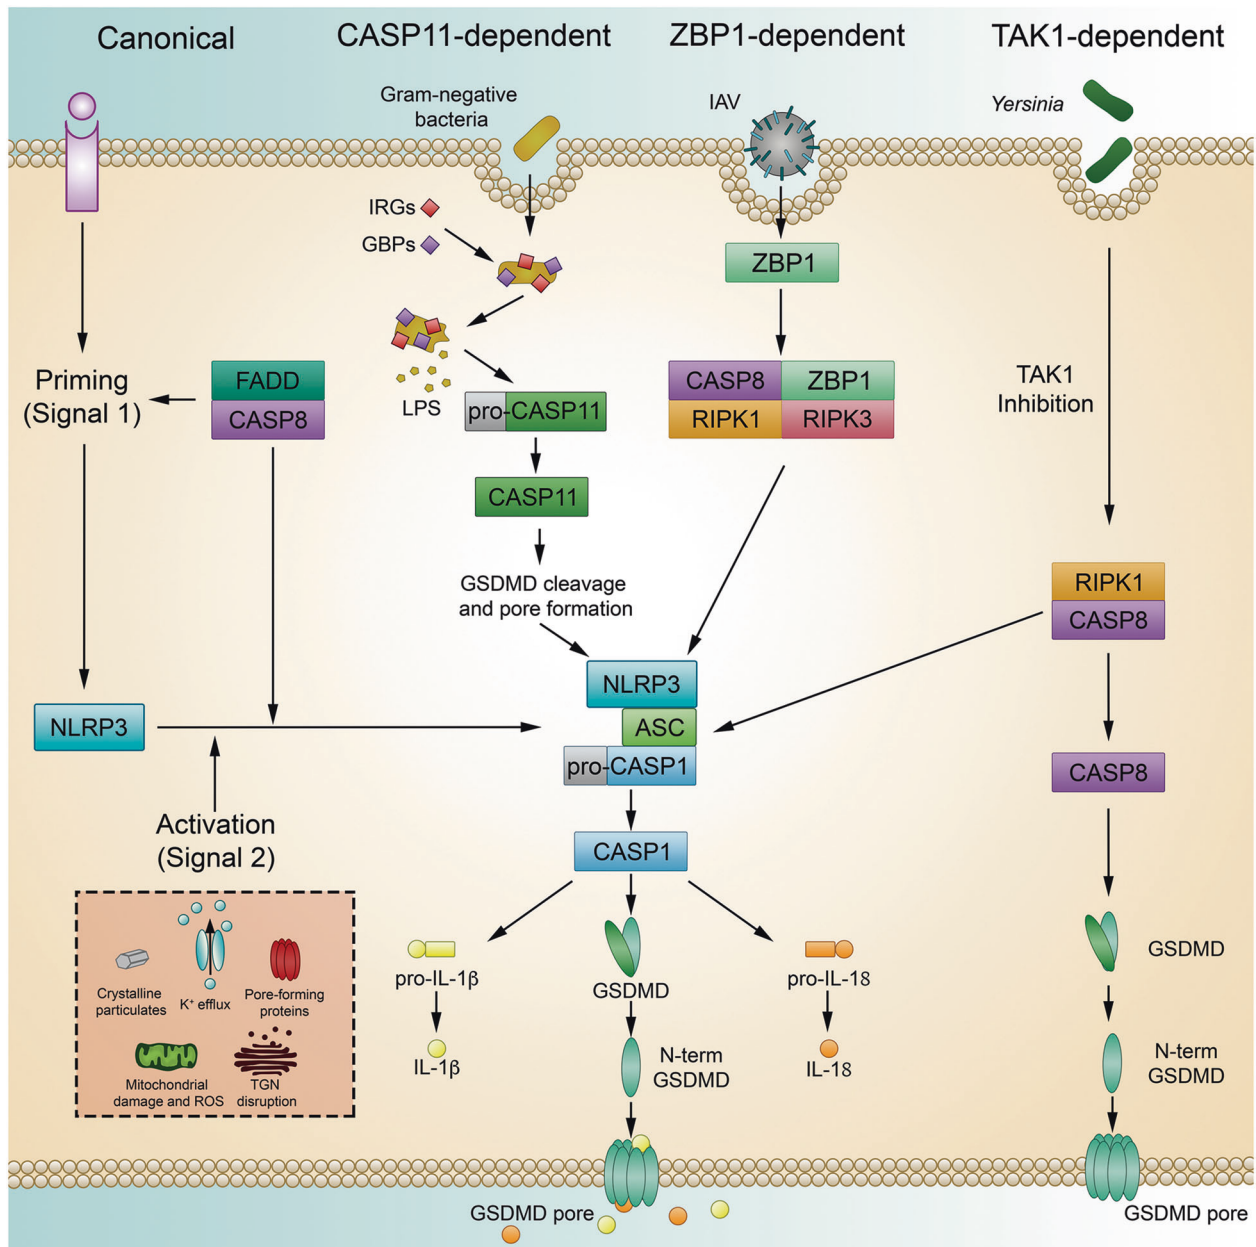 Canonical
CASP11-dependent
ZBP1-dependent
TAK1-dependent
Gram-negative
bacteria
IAV
Yersinia
IRGs
GBPs
ZBP1
LPS
pro-CASP11
CASP11
GSDMD cleavage
and pore formation
CASP8
ZBP1
RIPK1
RIPK3
TAK1
Inhibition
Priming
(Signal 1)
FADD
CASP8
RIPK1
CASP8
NLRP3
NLRP3
ASC
pro-CASP1
CASP1
CASP8
Activation
(Signal 2)
Crystalline
particulates
K+ efflux
Pore-forming
proteins
Mitochondrial
damage and ROS
TGN
disruption
pro-IL-1β
IL-1β
GSDMD
N-term
GSDMD
pro-IL-18
IL-18
GSDMD
N-term
GSDMD
GSDMD pore
GSDMD pore